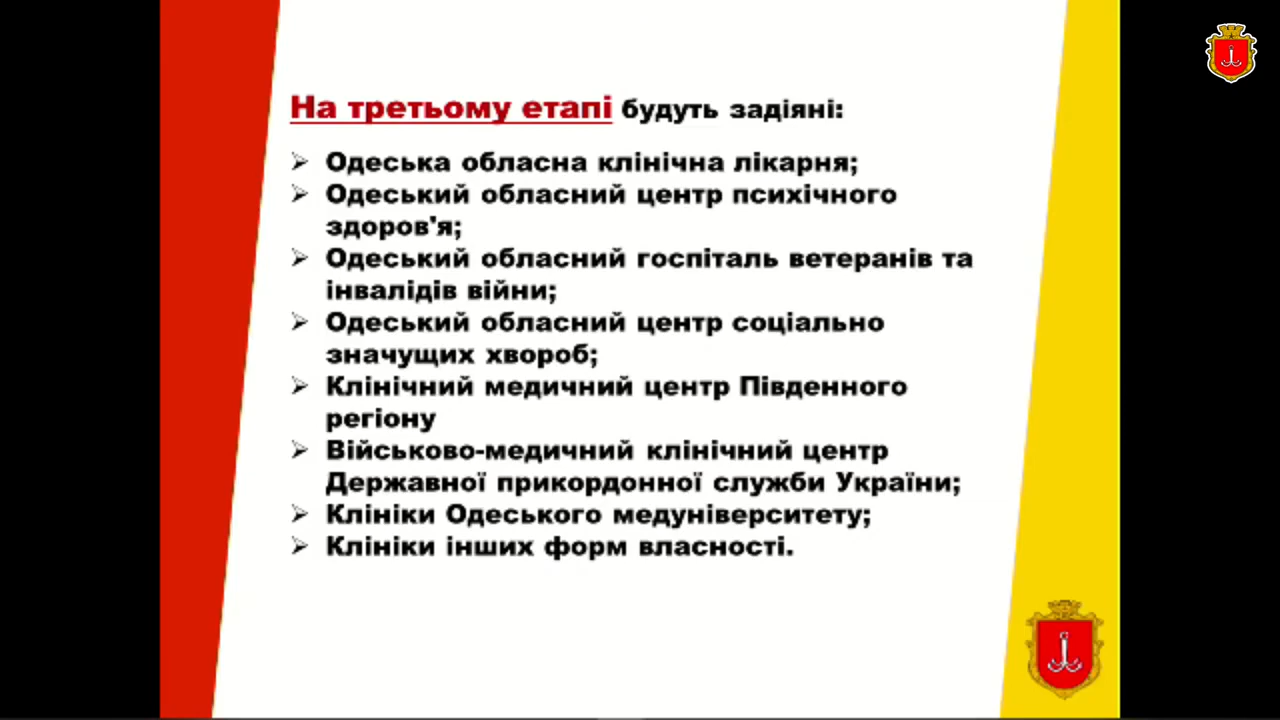 На третьому етапі будуть задіяні:
➢ Одеська обласна клінічна лікарня;
➢ Одеський обласний центр психічного
здоров'я;
➢ Одеський обласний госпіталь ветеранів та
інвалідів війни;
➢ Одеський обласний центр соціально
значущих хвороб;
➢ Клінічний медичний центр Південного
регіону
➢ Військово-медичний клінічний центр
Державної прикордонної служби України;
➢ Клініки Одеського медуніверситету;
➢ Клініки інших форм власності.